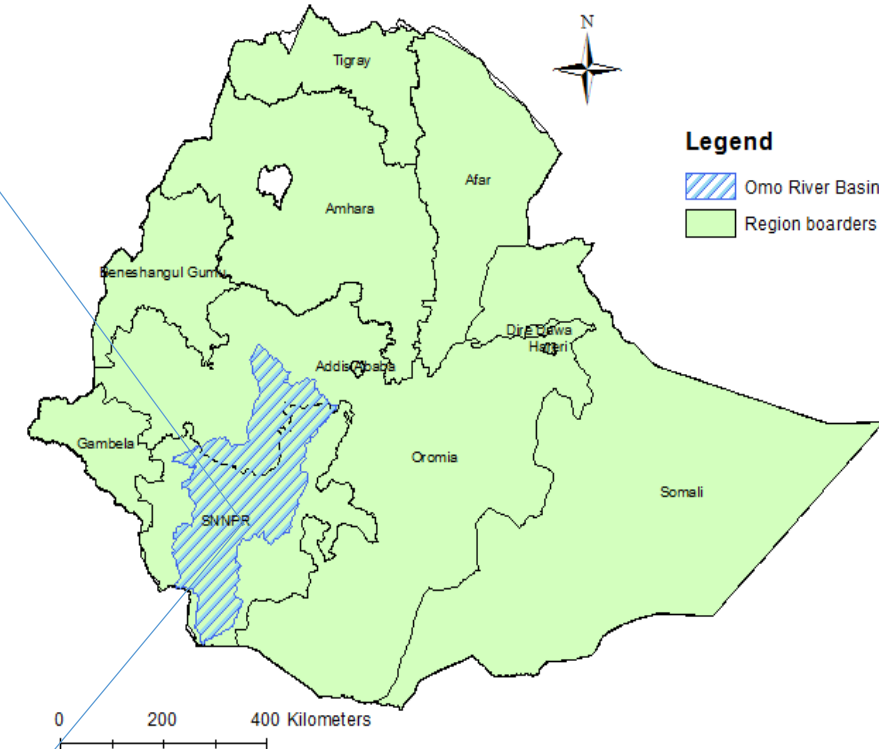 N
Tigray
Legend
Afar
Omo River Basin
Amhara
Region boarders
Beneshangul Gumu
Dire Dawa
Hareri
Addis Ababa
Gambela
Oromia
Somali
SNNPR
0 200 400 Kilometers